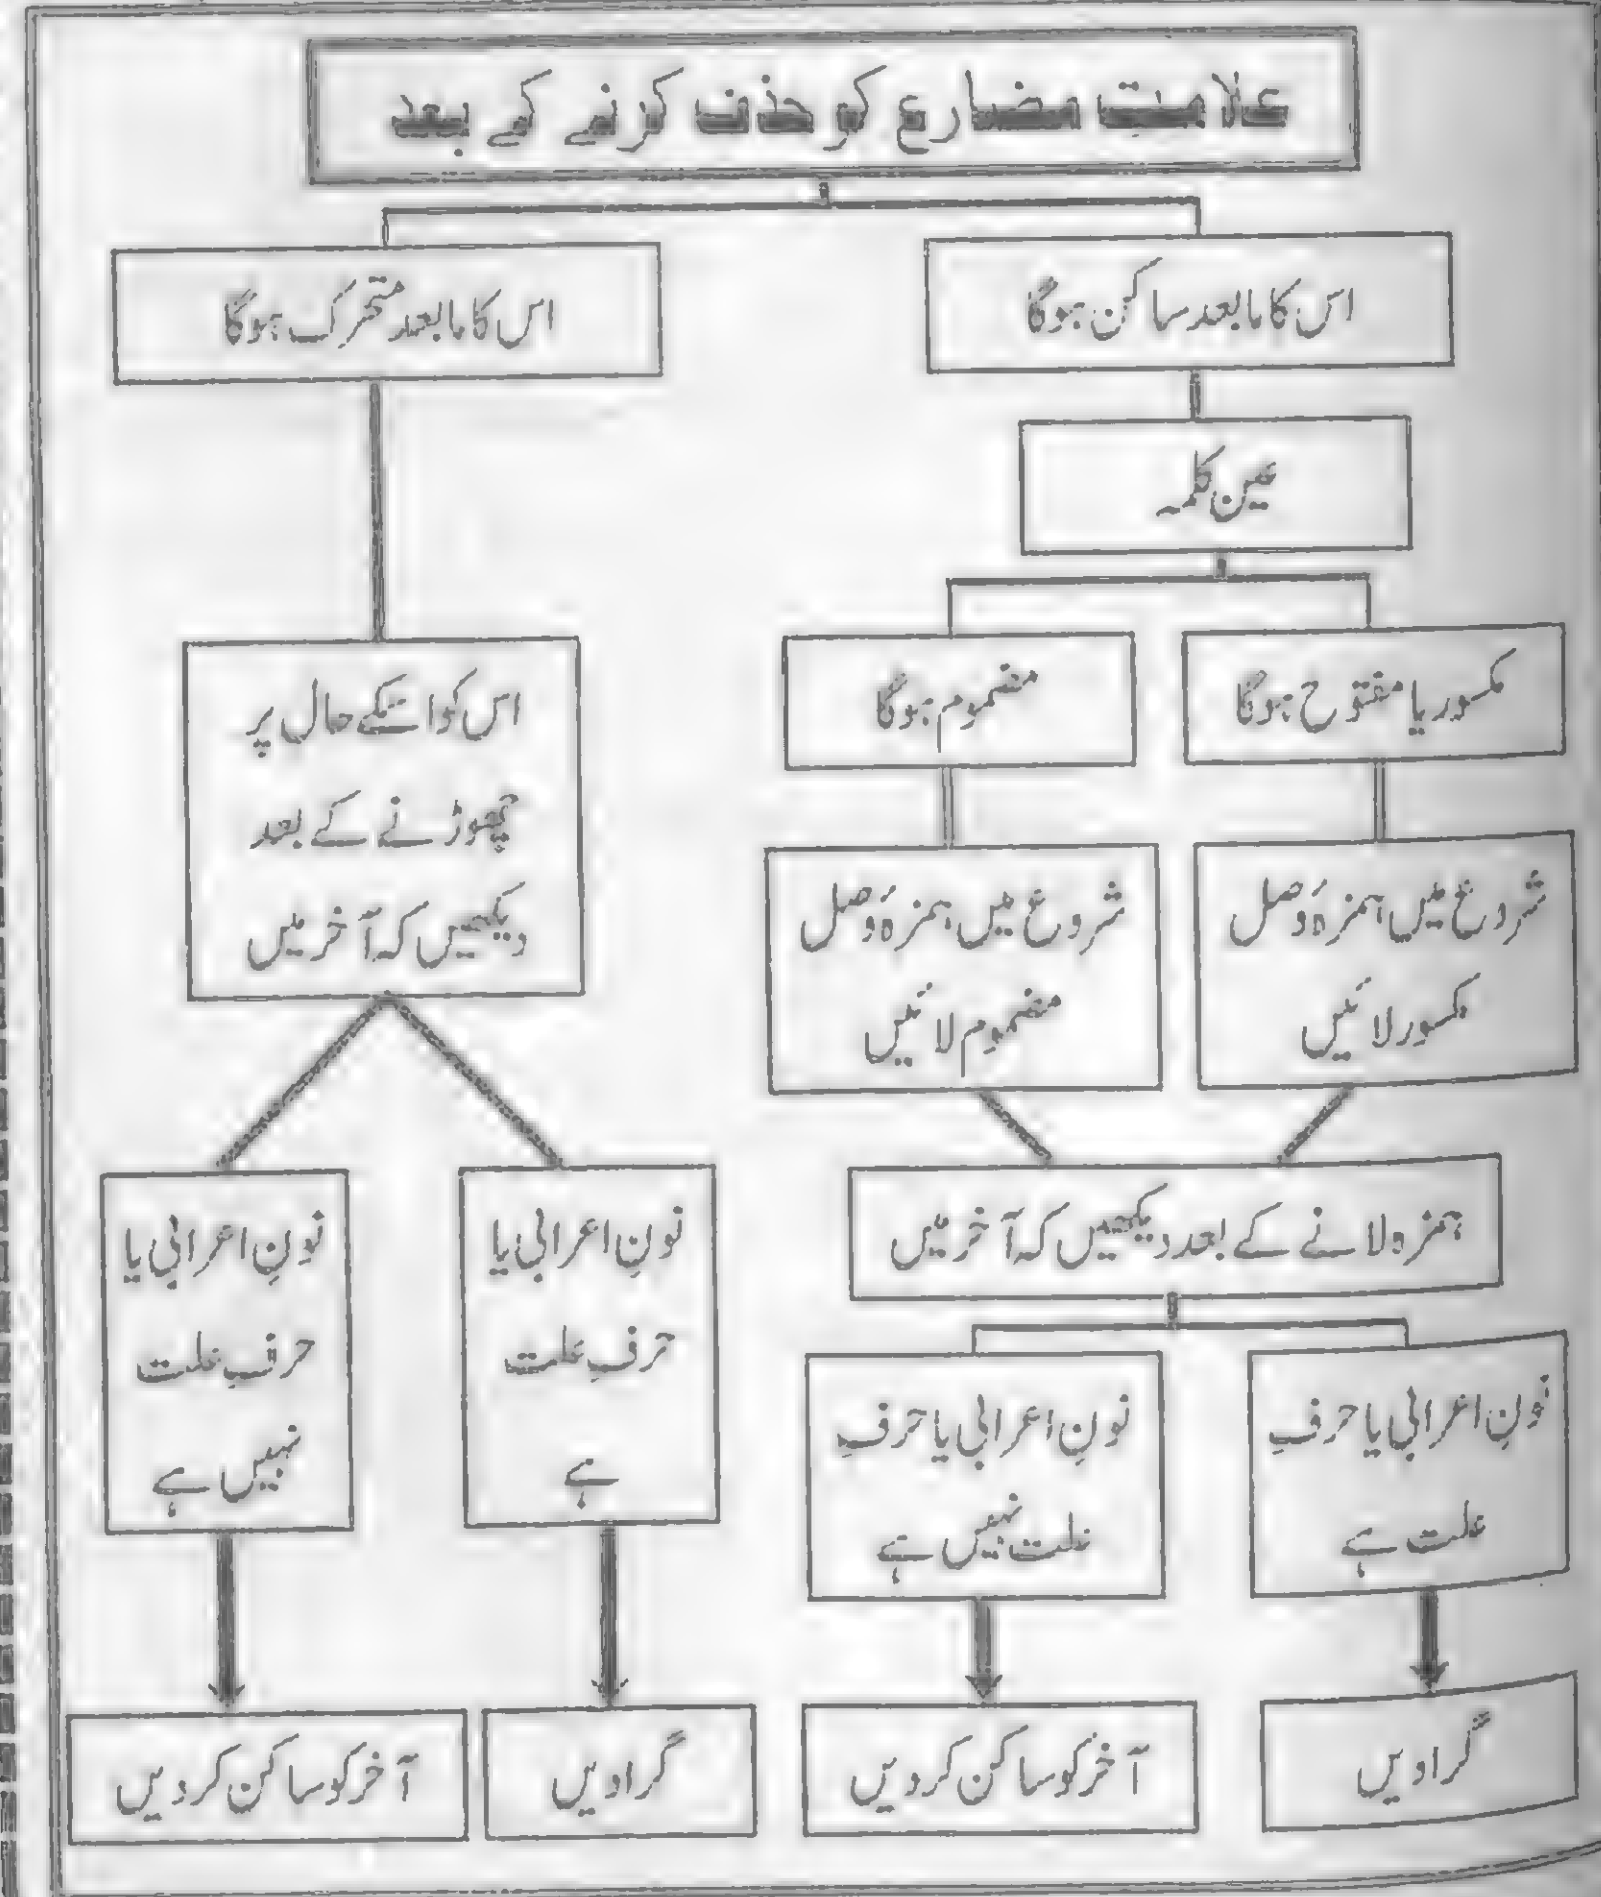 علامت مضارع کو حذف کرنے کے بعد
اس کا مابعد ساکن ہوگا
اس کا مابعد متحرک ہوگا
عین کلمہ
مکسور یا مفتوح ہوگا
مضموم ہوگا
اس کو اسکے حال پر
چھوڑنے کے بعد
دیکھیں کہ آخر میں
شروع میں ہمزۂ وصل
مکسور لائیں
شروع میں ہمزۂ وصل
مضموم لائیں
ہمزہ لانے کے بعد دیکھیں کہ آخر میں
نونِ اعرابی یا حرفِ
علت ہے
نونِ اعرابی یا حرفِ
علت نہیں ہے
نونِ اعرابی یا
حرفِ علت
ہے
نونِ اعرابی یا
حرفِ علت
نہیں ہے
گرادیں
آخر کو ساکن کردیں
گرادیں
آخر کو ساکن کردیں